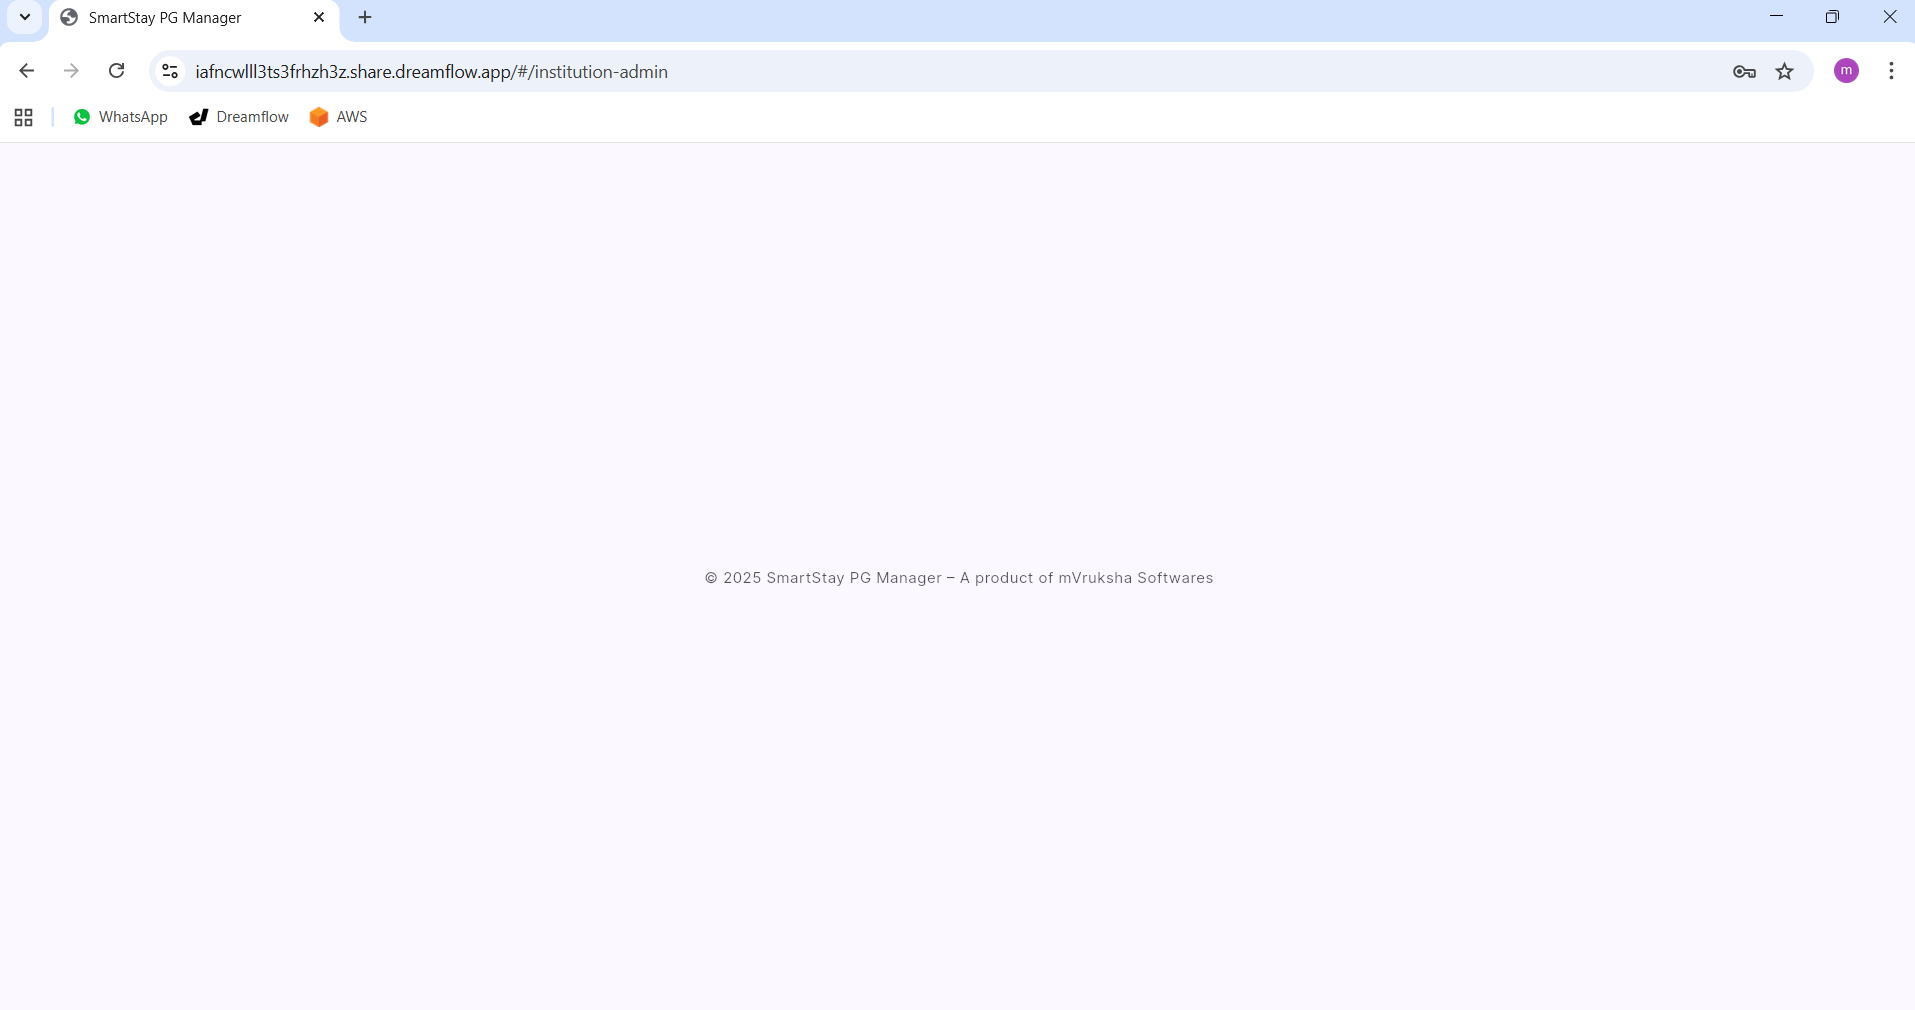 SmartStay PG Manager
iafncwlll3ts3frhzh3z.share.dreamflow.app/#/institution-admin
m
WhatsApp
Dreamflow
AWS
© 2025 SmartStay PG Manager – A product of mVruksha Softwares